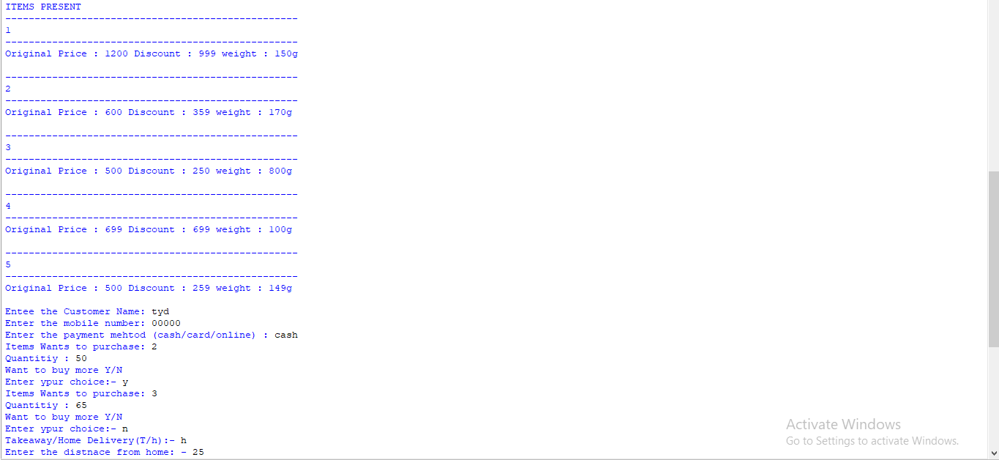 ITEMS PRESENT
--------------------------------------------------
1
--------------------------------------------------
Original Price : 1200 Discount : 999 weight : 150g
--------------------------------------------------
2
--------------------------------------------------
Original Price : 600 Discount : 359 weight : 170g
--------------------------------------------------
3
--------------------------------------------------
Original Price : 500 Discount : 250 weight : 800g
--------------------------------------------------
4
--------------------------------------------------
Original Price : 699 Discount : 699 weight : 100g
--------------------------------------------------
5
--------------------------------------------------
Original Price : 500 Discount : 259 weight : 149g
Entee the Customer Name: tyd
Enter the mobile number: 00000
Enter the payment mehtod (cash/card/online) : cash
Items Wants to purchase: 2
Quantitiy : 50
Want to buy more Y/N
Enter ypur choice:- y
Items Wants to purchase: 3
Quantitiy : 65
Want to buy more Y/N
Enter ypur choice:- n
Takeaway/Home Delivery(T/h):- h
Enter the distnace from home: - 25
Activate Windows
Go to Settings to activate Windows.